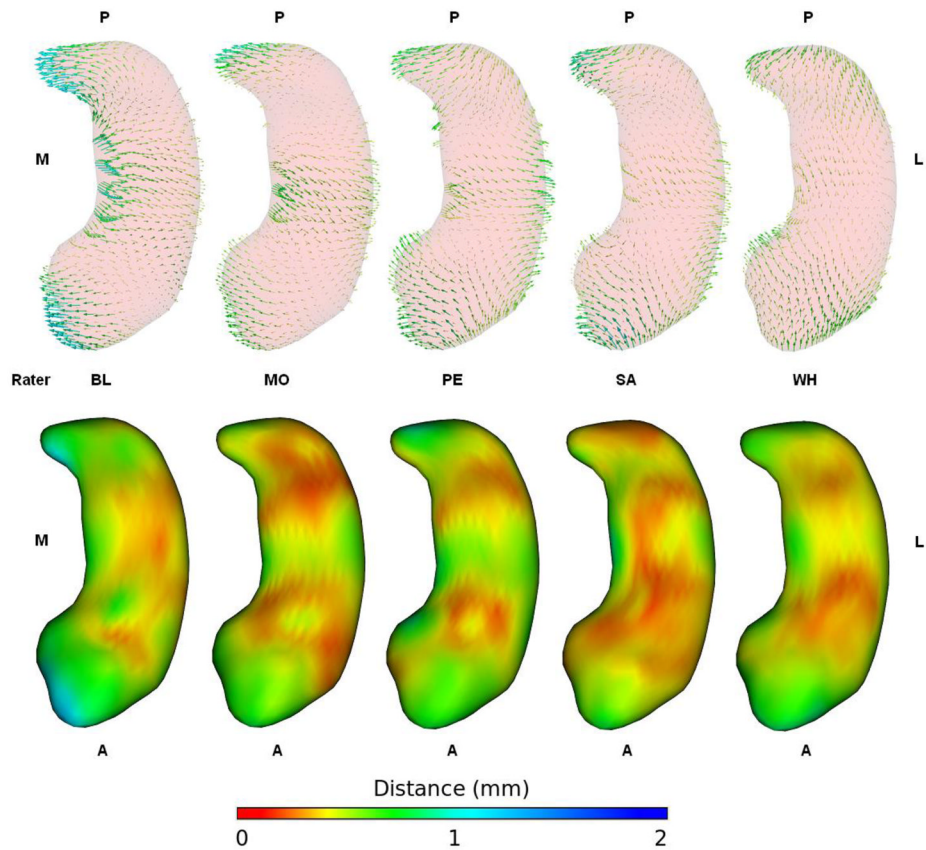 P P P P P
M L
Rater BL MO PE SA WH
M L
A A A A A
Distance (mm)
0 1 2